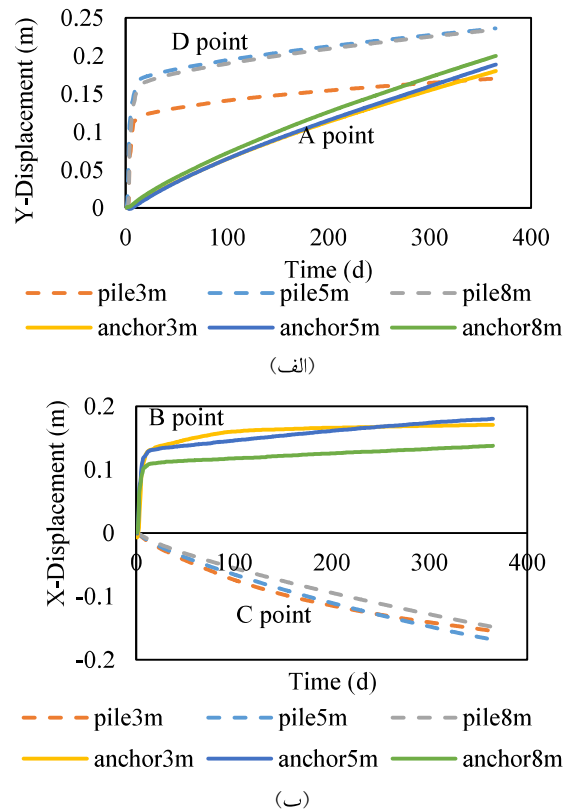 Y-Displacement (m)
0.25
0.2
0.15
0.1
0.05
0
D point
A point
0 100 200 300 400
Time (d)
pile3m pile5m pile8m
anchor3m anchor5m anchor8m
(الف)
X-Displacement (m)
0.2
0.1
0
-0.1
-0.2
B point
0 100 200 300 400
C point
Time (d)
pile3m pile5m pile8m
anchor3m anchor5m anchor8m
(ب)